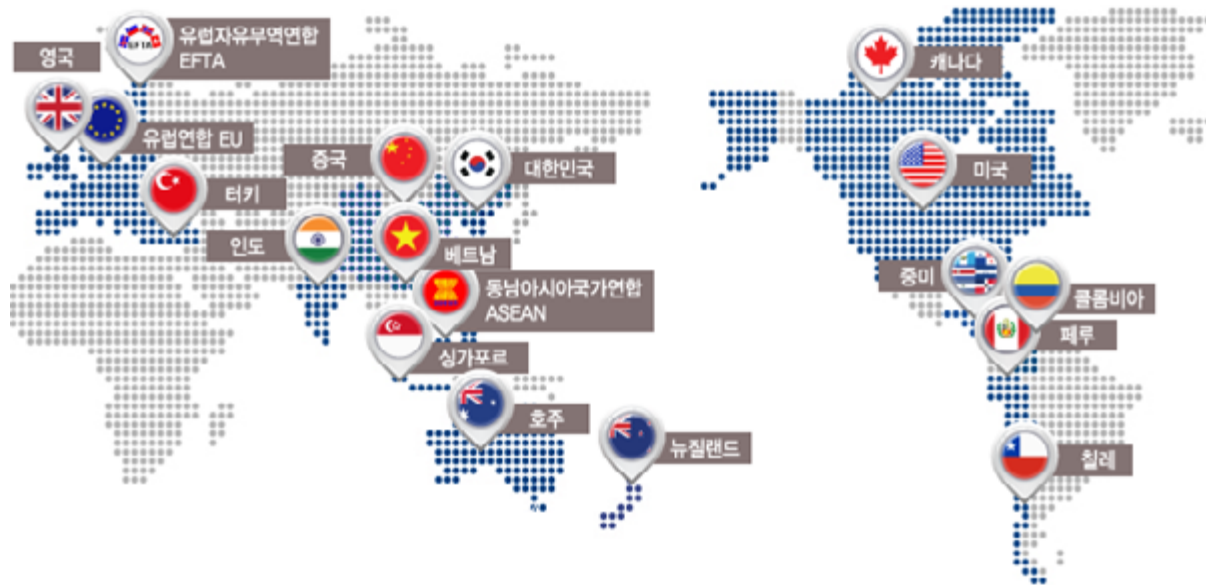 유럽자유무역연합
EFTA
영국
EFTA
캐나다
유럽연합 EU
중국
대한민국
미국
터키
인도
베트남
중미
동남아시아국가연합
ASEAN
콜롬비아
페루
싱가포르
호주
뉴질랜드
칠레